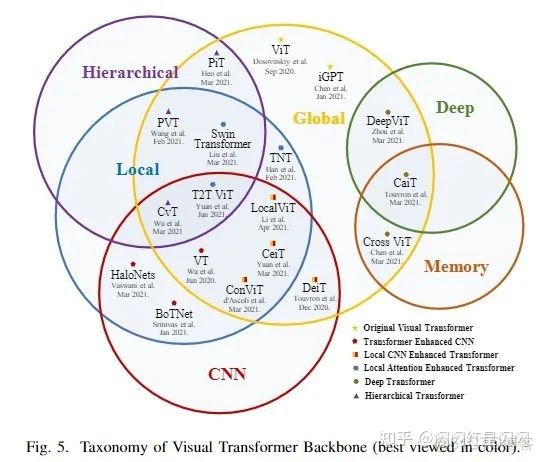 PiT
Heo et al.
Mar 2021.
ViT
Dosovitskiy et al.
Sep 2020.
iGPT
Chen et al.
Jan 2021.
Hierarchical
Global
Deep
PVT
Wang et al.
Feb 2021.
Swin
Transformer
Liu et al.
Mar 2021.
DeepViT
Zhou et al.
Mar 2021.
TNT
Han et al.
Feb 2021.
Local
T2T ViT
Yuan et al.
Jan 2021.
CaiT
Touvron et al.
Mar 2021.
CvT
Wu et al.
Mar 2021
LocalViT
Li et al.
Apr 2021.
Cross ViT
Chen et al.
Mar 2021.
CeiT
Yuan et al.
Mar 2021.
VT
Wu et al.
Jun 2020.
HaloNets
Vaswani et al.
Mar 2021.
Memory
ConViT
d'Ascoli et al.
Mar 2021.
DeiT
Touvron et al.
Dec 2020.
BoTNet
Srinivas et al.
Jan 2021.
CNN
Original Visual Transformer
Transformer Enhanced CNN
Local CNN Enhanced Transformer
Local Attention Enhanced Transformer
Deep Transformer
Hierarchical Transformer
知乎
Fig. 5. Taxonomy of Visual Transformer Backbone (best viewed in color).